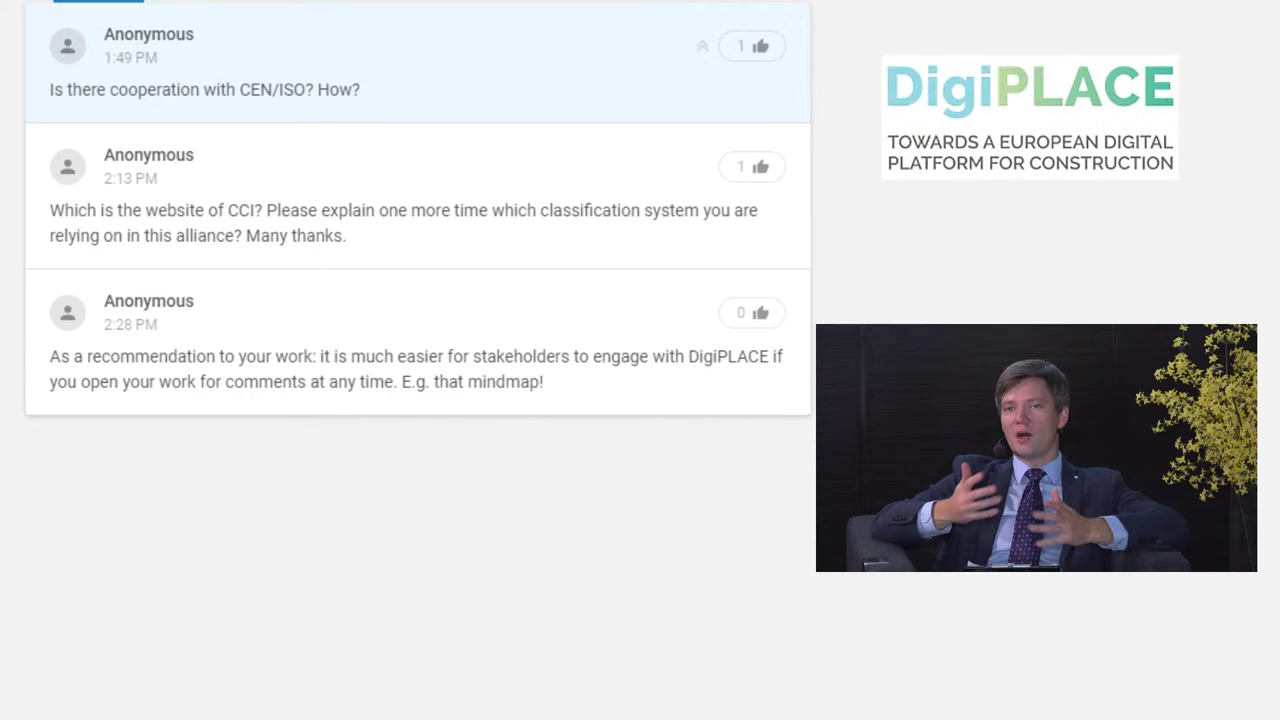 Anonymous
1:49 PM
1
Is there cooperation with CEN/ISO? How?
Anonymous
2:13 PM
1
Which is the website of CCI? Please explain one more time which classification system you are
relying on in this alliance? Many thanks.
Anonymous
2:28 PM
0
As a recommendation to your work: it is much easier for stakeholders to engage with DigiPLACE if
you open your work for comments at any time. E.g. that mindmap!
DigiPLACE
TOWARDS A EUROPEAN DIGITAL
PLATFORM FOR CONSTRUCTION